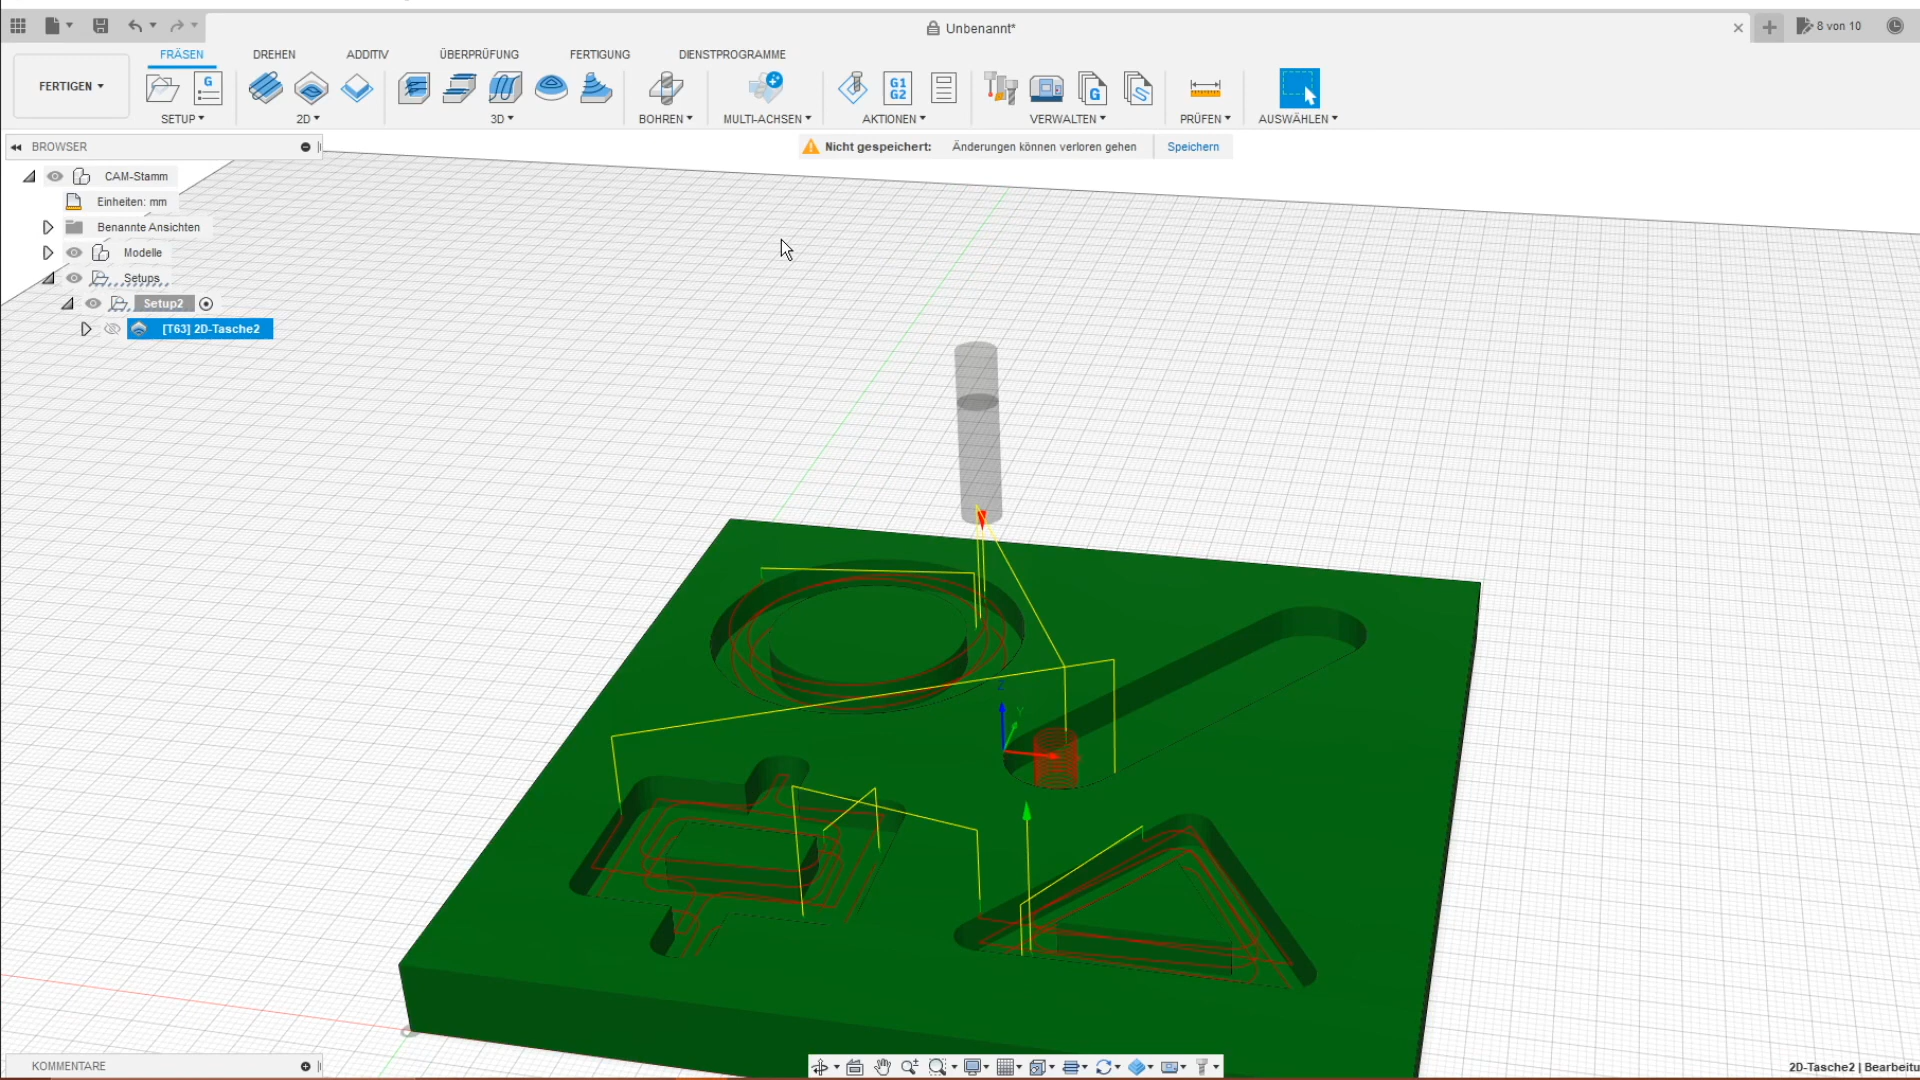 Unbenannt*
8 von 10
FERTIGEN
FRÄSEN
DREHEN
ADDITIV
ÜBERPRÜFUNG
FERTIGUNG
DIENSTPROGRAMME
G
G1
G2
G
SETUP
2D
3D
BOHREN
MULTI-ACHSEN
AKTIONEN
VERWALTEN
PRÜFEN
AUSWÄHLEN
BROWSER
Nicht gespeichert:
Änderungen können verloren gehen
Speichern
CAM-Stamm
Einheiten: mm
Benannte Ansichten
Modelle
Setups
Setup2
[T63] 2D-Tasche2
Z
Y
KOMMENTARE
2D-Tasche2 | Bearbeitu